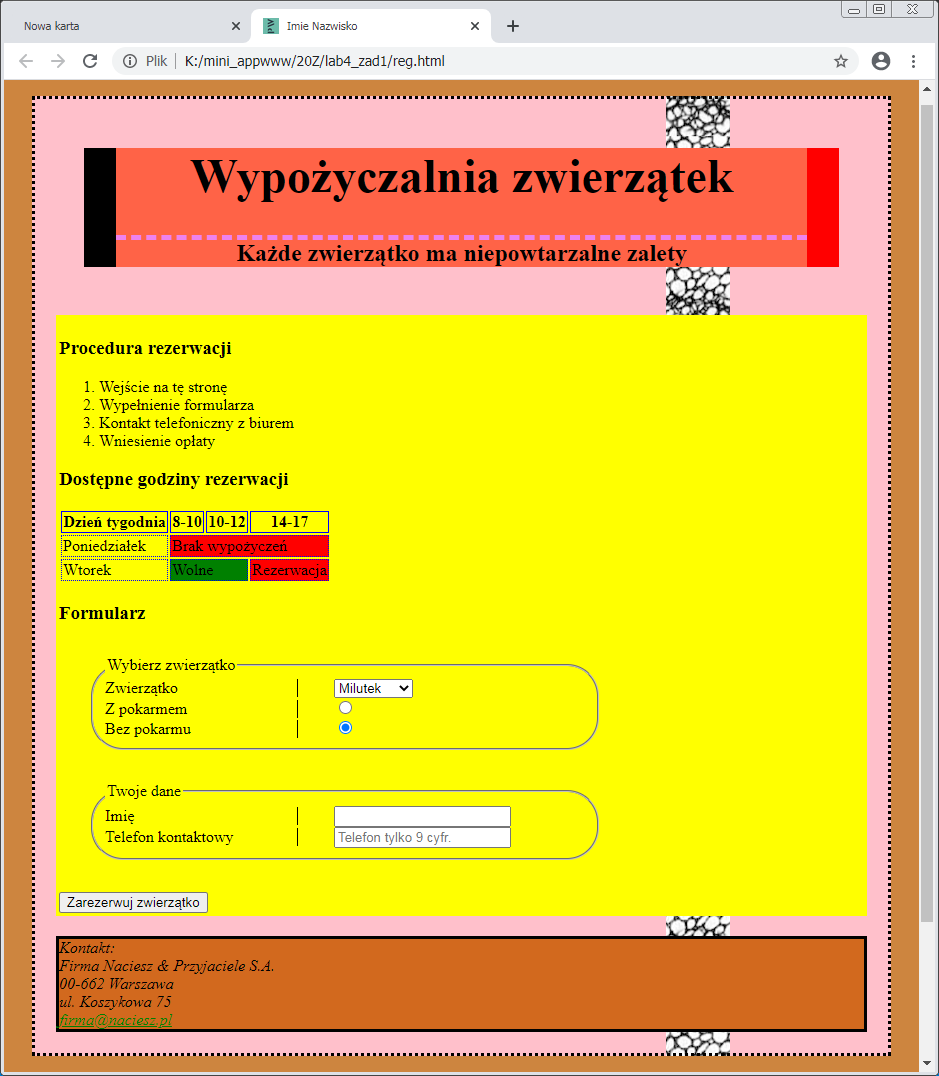 Nowa karta
Imie Nazwisko
Plik K:/mini_appwww/20Z/lab4_zad1/reg.html
Wypożyczalnia zwierzątek
Każde zwierzątko ma niepowtarzalne zalety
Procedura rezerwacji
1. Wejście na tę stronę
2. Wypełnienie formularza
3. Kontakt telefoniczny z biurem
4. Wniesienie opłaty
Dostępne godziny rezerwacji
Dzień tygodnia 8-10 10-12 14-17
Poniedziałek Brak wypożyczeń
Wtorek Wolne Rezerwacja
Formularz
Wybierz zwierzątko
Zwierzątko Milutek
Z pokarmem
Bez pokarmu
Twoje dane
Imię
Telefon kontaktowy Telefon tylko 9 cyfr.
Zarezerwuj zwierzątko
Kontakt:
Firma Naciesz & Przyjaciele S.A.
00-662 Warszawa
ul. Koszykowa 75
firma@naciesz.pl